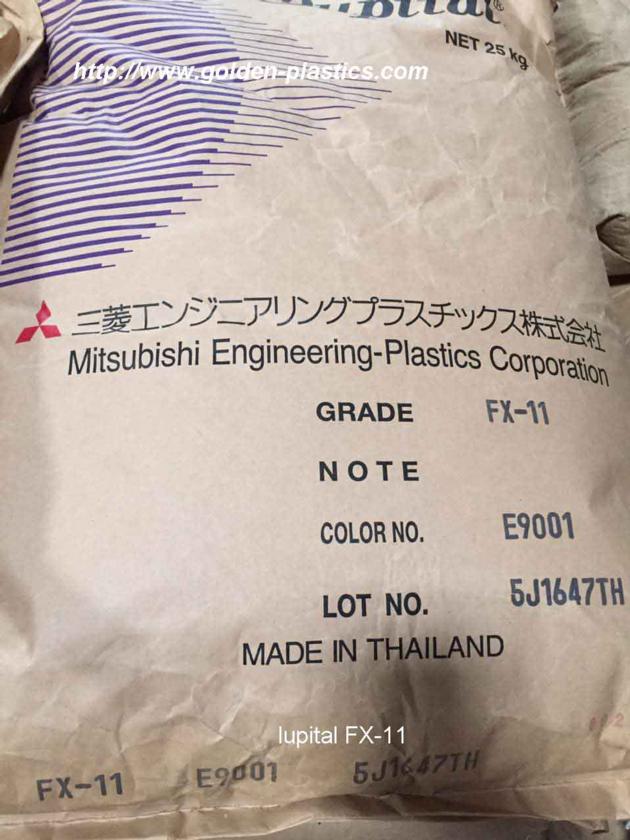 NET 25 kg
http://www.golden-plastics.com
三菱エンジニアリングプラスチックス株式会社
Mitsubishi Engineering-Plastics Corporation
GRADE FX-11
NOTE
COLOR NO. E9001
LOT NO. 5J1647TH
MADE IN THAILAND
Iupital FX-11
FX-11 E9001 5J1647TH